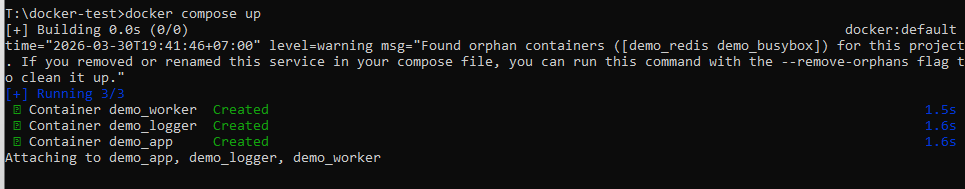 T:\docker-test>docker compose up
[+] Building 0.0s (0/0) docker:default
time="2026-03-30T19:41:46+07:00" level=warning msg="Found orphan containers ([demo_redis demo_busybox]) for this project
. If you removed or renamed this service in your compose file, you can run this command with the --remove-orphans flag t
o clean it up."
[+] Running 3/3
Container demo_worker Created 1.5s
Container demo_logger Created 1.6s
Container demo_app Created 1.6s
Attaching to demo_app, demo_logger, demo_worker